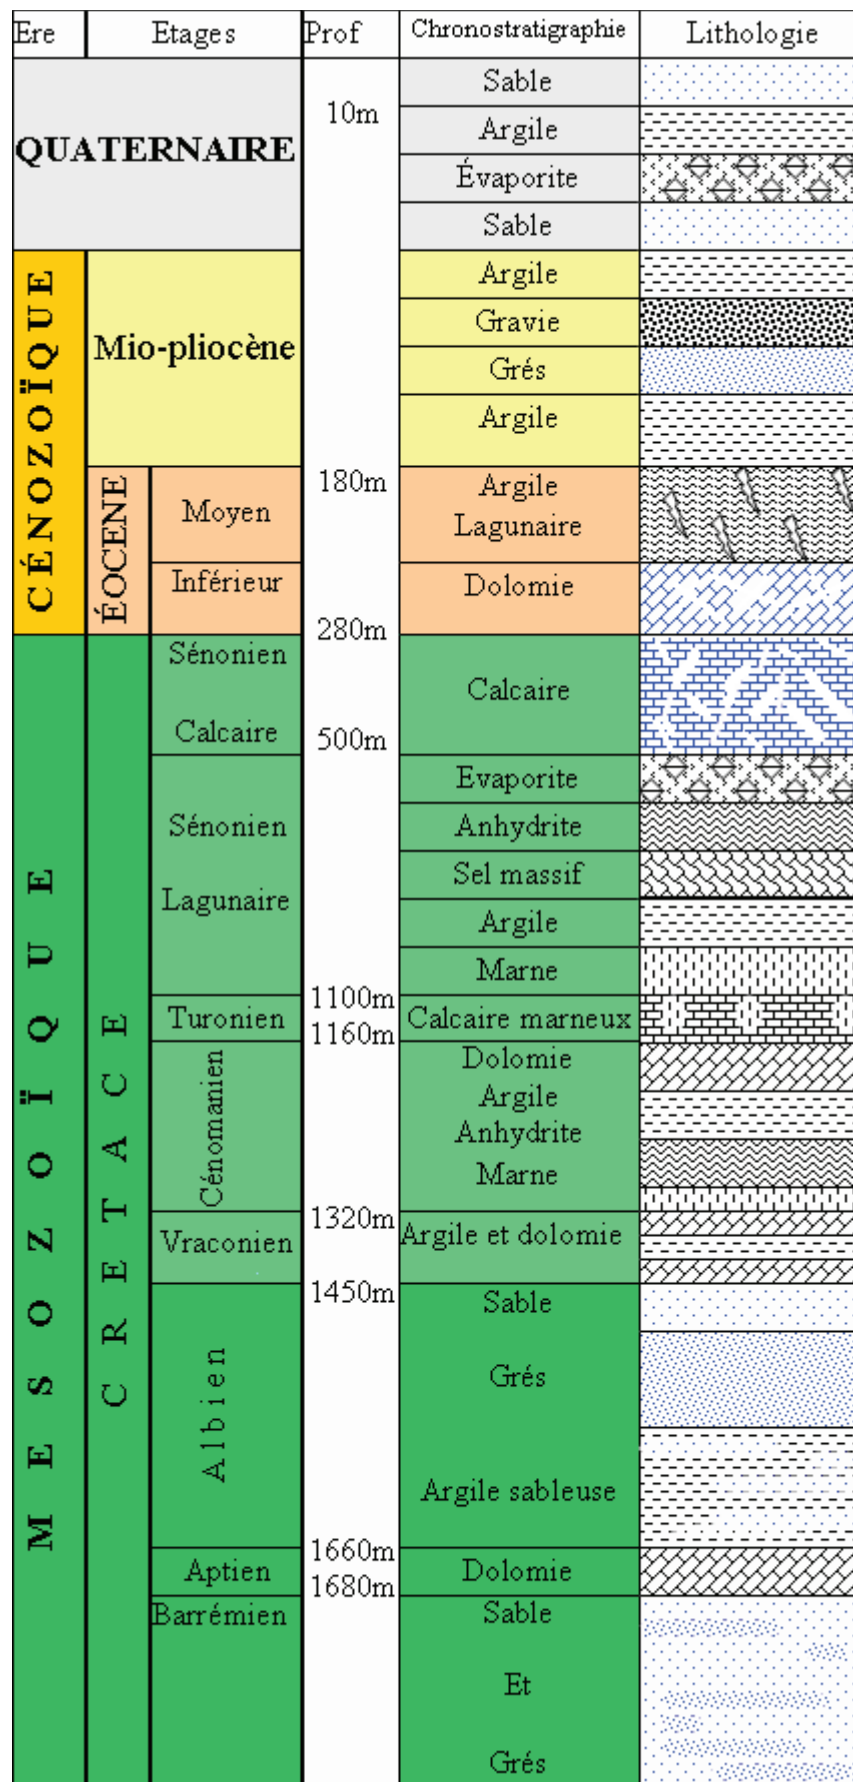 Ere Etages Prof Chronostratigraphie Lithologie
QUATERNAIRE
10m
Sable
Argile
Évaporite
Sable
CÉNOZOÏQUE
Mio-pliocène
Argile
Gravie
Grés
Argile
ÉOCENE
180m
Moyen
Argile
Lagunaire
Inférieur
Dolomie
280m
MESOZOÏQUE
CRETACE
Sénonien
Calcaire
Calcaire
500m
Sénonien
Lagunaire
Evaporite
Anhydrite
Sel massif
Argile
Marne
1100m
Turonien
Calcaire marneux
1160m
Cénomanien
Dolomie
Argile
Anhydrite
Marne
1320m
Vraconien
Argile et dolomie
1450m
Albien
Sable
Grés
Argile sableuse
1660m
Aptien
Dolomie
1680m
Barrémien
Sable
Et
Grés